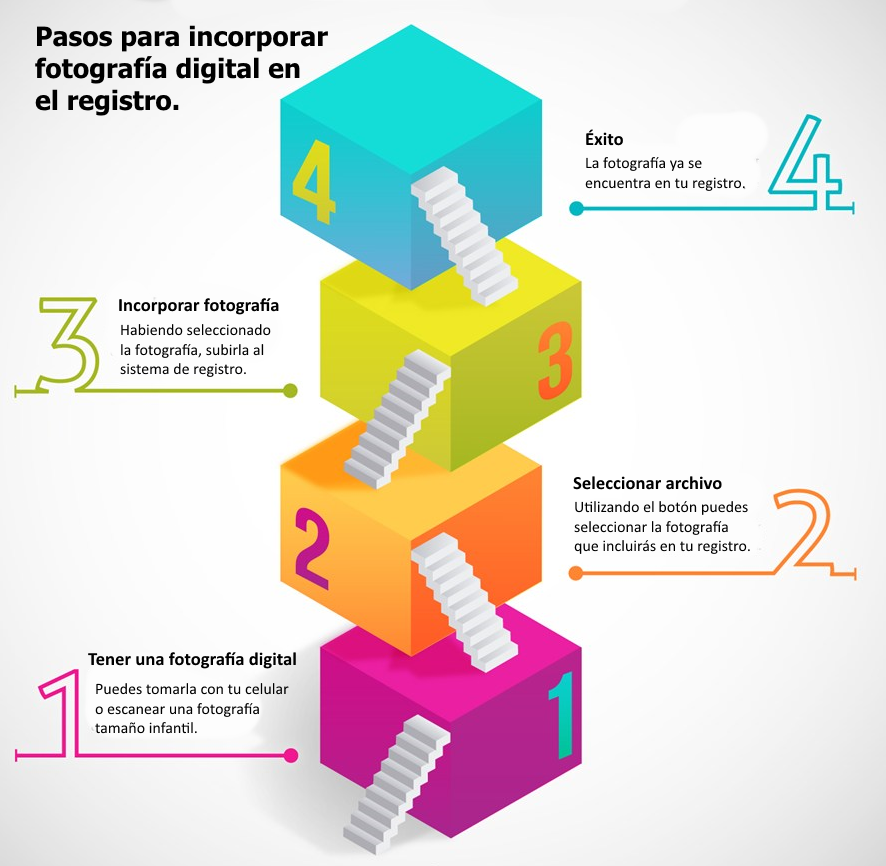 Pasos para incorporar
fotografía digital en
el registro.
4
Éxito
La fotografía ya se
encuentra en tu registro.
4
3
Incorporar fotografía
Habiendo seleccionado
la fotografía, subirla al
sistema de registro.
3
2
Seleccionar archivo
Utilizando el botón puedes
seleccionar la fotografía
que incluirás en tu registro.
2
1
Tener una fotografía digital
Puedes tomarla con tu celular
o escanear una fotografía
tamaño infantil.
1